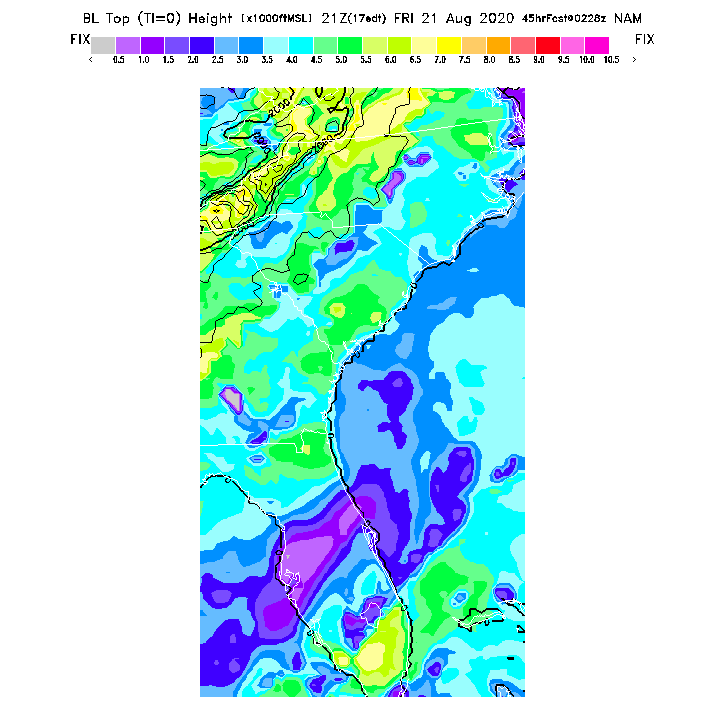 BL Top (TI=0) Height [x1000ftMSL] 21Z(17edt) FRI 21 Aug 2020 45hrFcst@0228z NAM
FIX FIX
< 0.5 1.0 1.5 2.0 2.5 3.0 3.5 4.0 4.5 5.0 5.5 6.0 6.5 7.0 7.5 8.0 8.5 9.0 9.5 10.0 10.5 >
2000